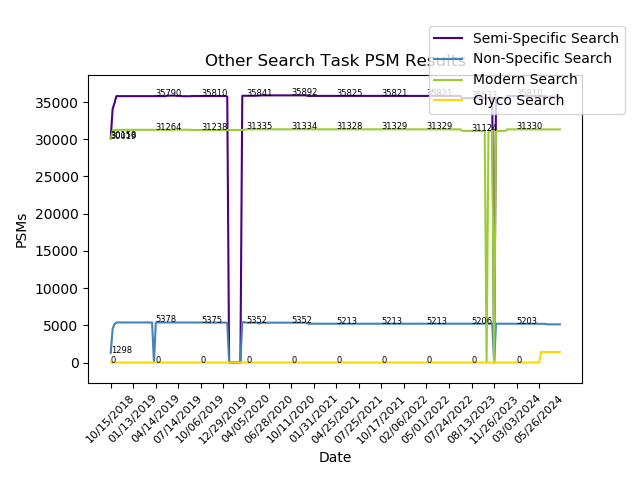 Other Search Task PSM Results
Semi-Specific Search
Non-Specific Search
Modern Search
Glyco Search
PSMs
35000
30000
25000
20000
15000
10000
5000
0
35790 35810 35841 35892 35825 35821 35821 35810
31264 31238 31335 31334 31328 31329 31329 31124 31330
1298 5378 5375 5352 5352 5213 5213 5213 5206 5203
0 0 0 0 0 0 0 0 0 0
10/15/2018 01/13/2019 04/14/2019 07/14/2019 10/06/2019 12/29/2019 04/05/2020 06/28/2020 10/11/2020 01/31/2021 04/25/2021 07/25/2021 10/17/2021 02/06/2022 05/01/2022 07/24/2022 08/13/2023 11/26/2023 03/03/2024 05/26/2024
Date